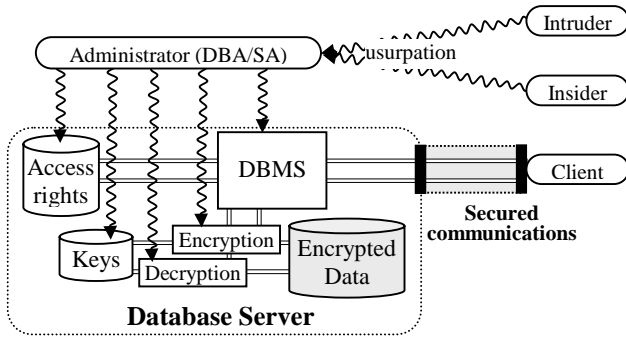 Intruder
Administrator (DBA/SA)
usurpation
Insider
Access
rights
DBMS
Client
Secured
communications
Encryption
Encrypted
Data
Keys
Decryption
Database Server